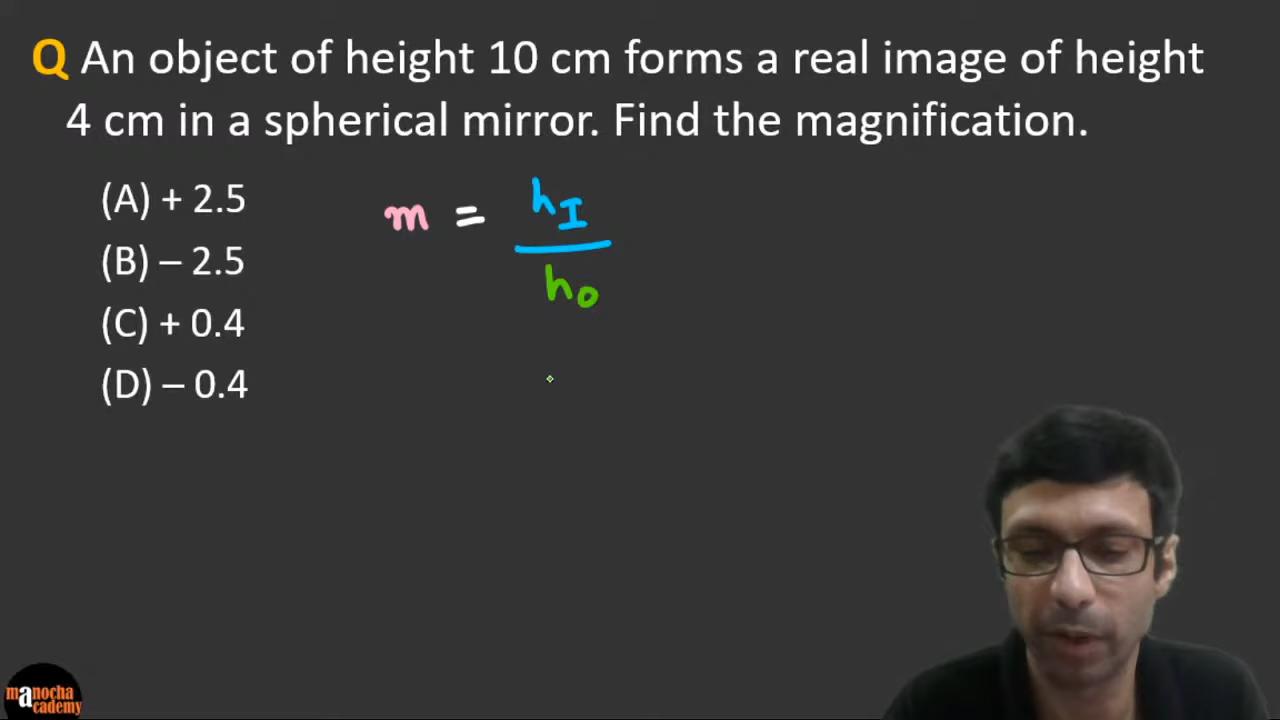 Q An object of height 10 cm forms a real image of height
4 cm in a spherical mirror. Find the magnification.
(A) + 2.5
(B) – 2.5
(C) + 0.4
(D) – 0.4
m = hI / hO
manocha
academy